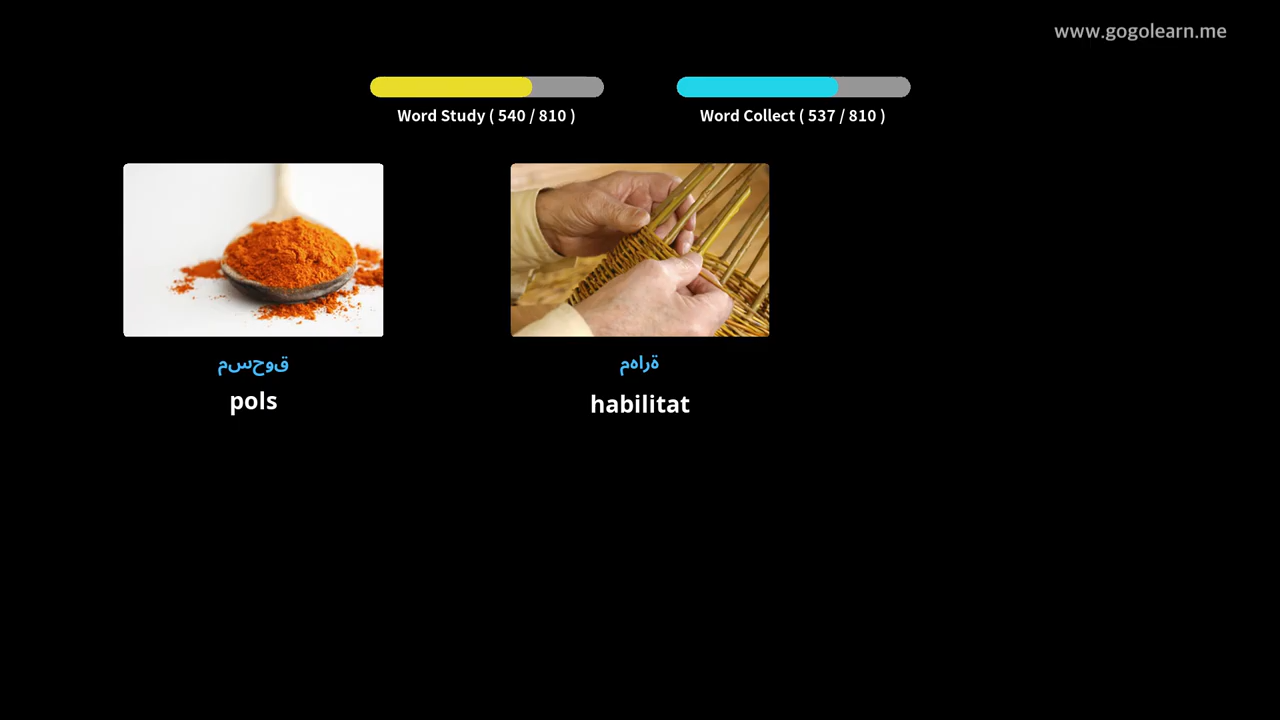 www.gogolearn.me
Word Study ( 540 / 810 )
Word Collect ( 537 / 810 )
قوحسم
pols
ةراهم
habilitat